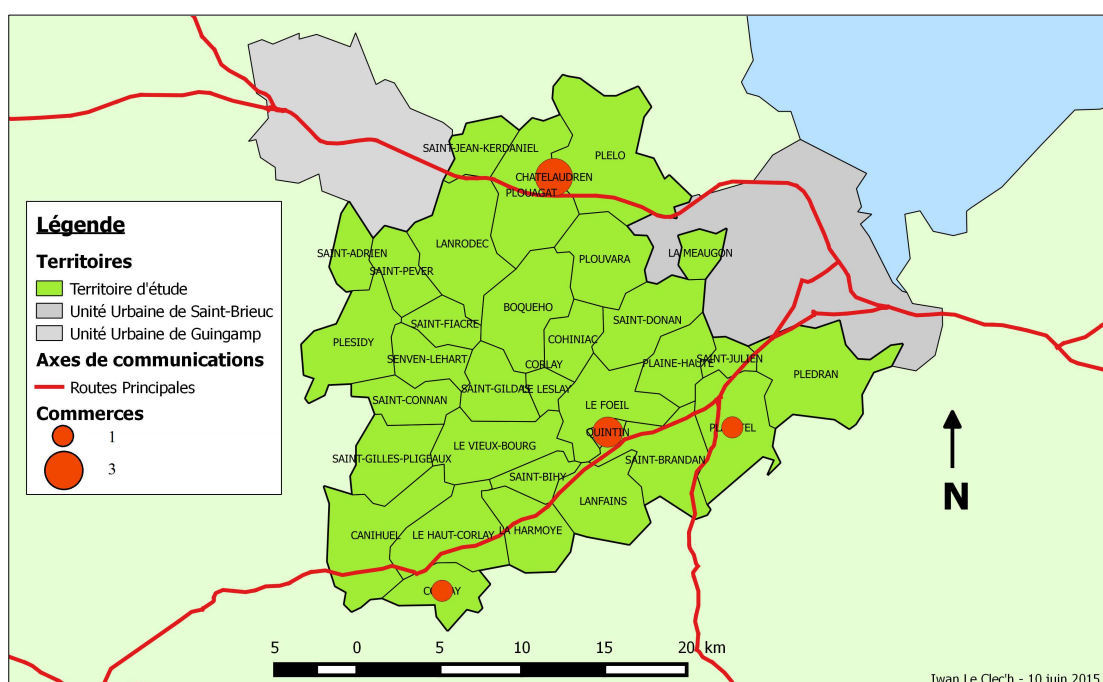 SAINT-JEAN-KERDANIEL
PLELO
CHATELAUDREN
PLOUAGAT
LANRODEC
SAINT-ADRIEN
SAINT-PEVER
PLOUVARA
LA MEAUGON
BOQUEHO
SAINT-FIACRE
SAINT-DONAN
PLESIDY
COHINIAC
SENVEN-LEHART
CORLAY
PLAINE-HAUTE
SAINT-JULIEN
PLEDRAN
SAINT-CONNAN
SAINT-GILDAS
LE LESLAY
LE FOEIL
QUINTIN
LE VIEUX-BOURG
SAINT-GILLES-PLIGEAUX
SAINT-BRANDAN
SAINT-BIHY
LANFAINS
CANIHUEL
LE HAUT-CORLAY
LA HARMOYE
Légende
Territoires
Territoire d'étude
Unité Urbaine de Saint-Brieuc
Unité Urbaine de Guingamp
Axes de communications
Routes Principales
Commerces
1
3
N
5 0 5 10 15 20 km
Iwan Le Clec'h - 10 juin 2015